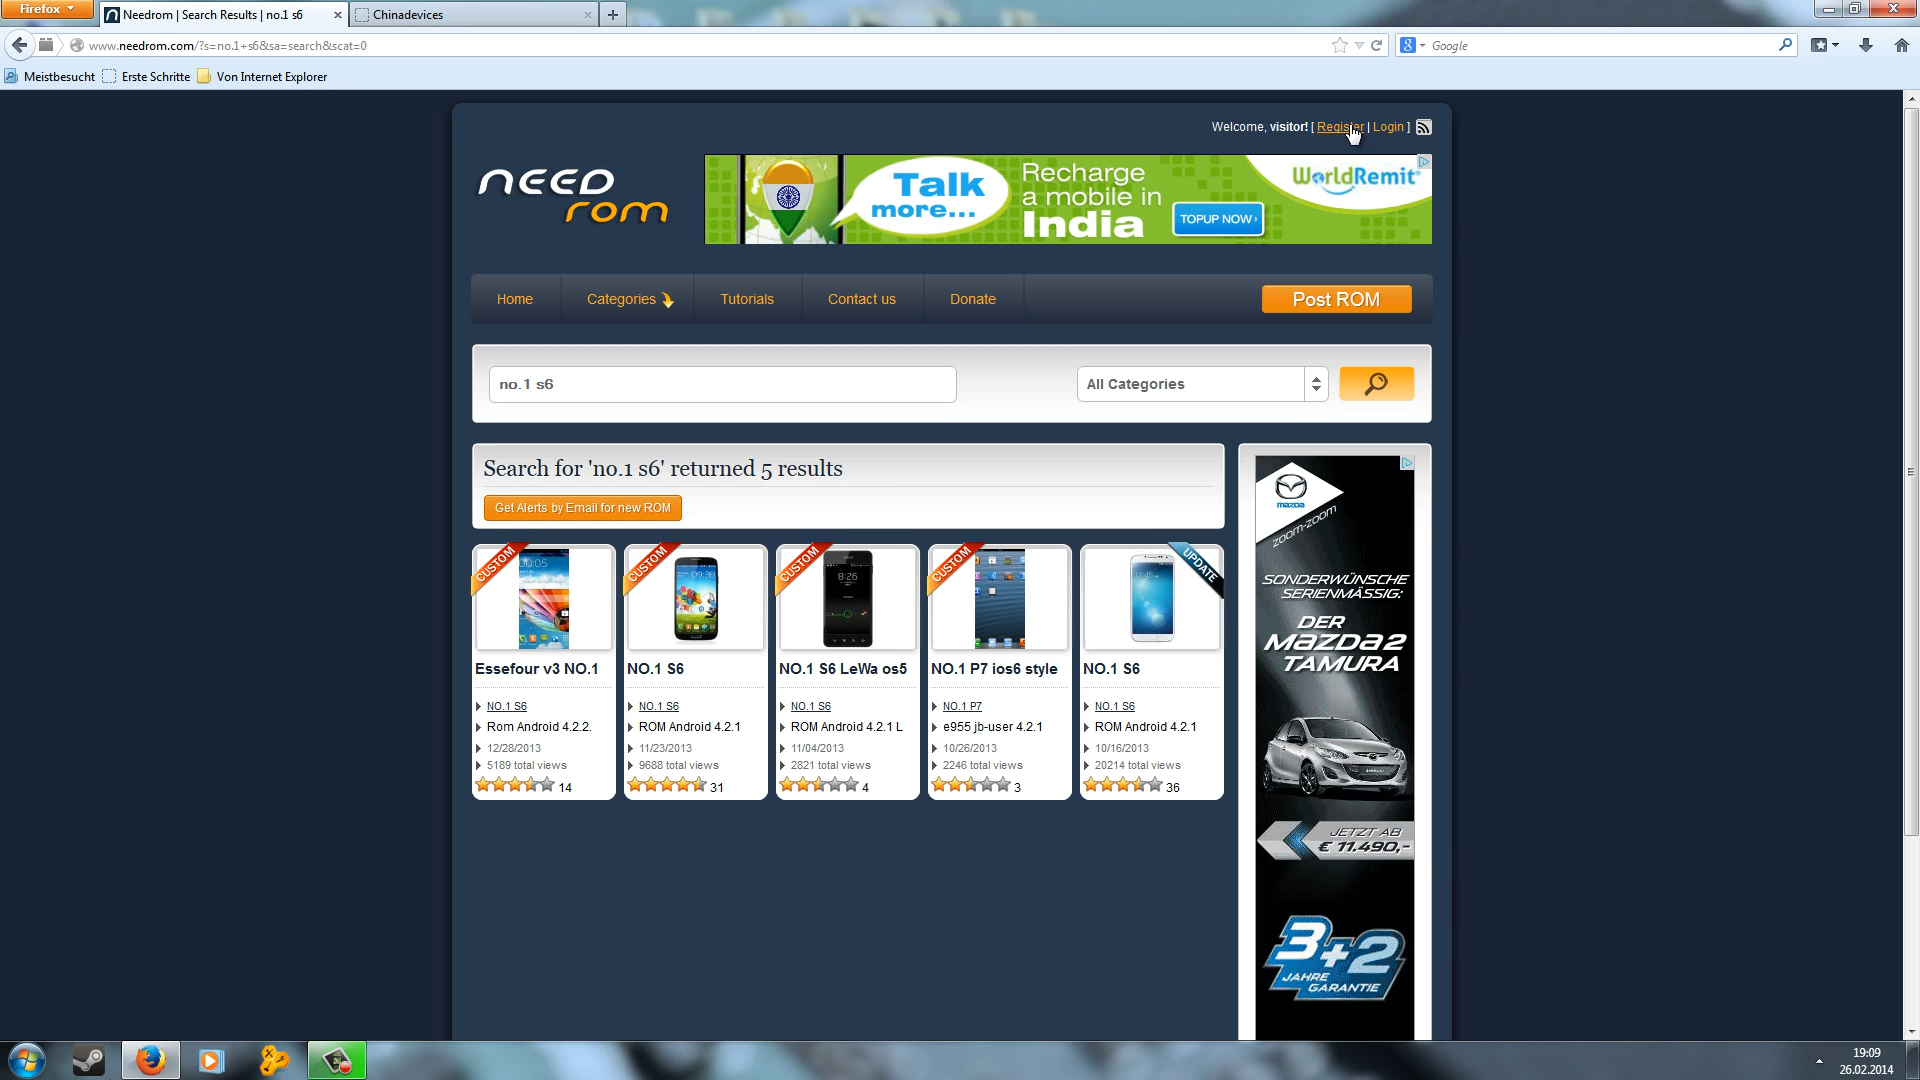 Firefox
Needrom | Search Results | no.1 s6
Chinadevices
www.needrom.com/?s=no.1+s6&sa=search&scat=0
Google
Meistbesucht
Erste Schritte
Von Internet Explorer
Welcome, visitor! [ Register | Login ]
NEED
rom
Talk
more...
Recharge
a mobile in
India
TOPUP NOW ›
WorldRemit
Home
Categories
Tutorials
Contact us
Donate
Post ROM
no.1 s6
All Categories
Search for 'no.1 s6' returned 5 results
Get Alerts by Email for new ROM
CUSTOM
Essefour v3 NO.1
NO.1 S6
Rom Android 4.2.2.
12/28/2013
5189 total views
14
CUSTOM
09:38
NO.1 S6
NO.1 S6
ROM Android 4.2.1
11/23/2013
9688 total views
31
CUSTOM
8:26
NO.1 S6 LeWa os5
NO.1 S6
ROM Android 4.2.1 L
11/04/2013
2821 total views
4
CUSTOM
NO.1 P7 ios6 style
NO.1 P7
e955 jb-user 4.2.1
10/26/2013
2246 total views
3
UPDATE
NO.1 S6
NO.1 S6
ROM Android 4.2.1
10/16/2013
20214 total views
36
mazda
zoom-zoom
SONDERWÜNSCHE
SERIENMÄSSIG:
DER
MAZDA2
TAMURA
JETZT AB
€ 11.490,-
3+2
JAHRE
GARANTIE
19:09
26.02.2014